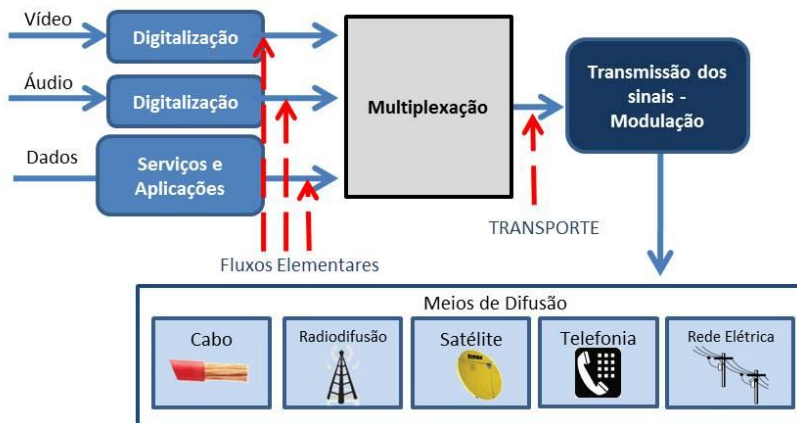 Vídeo
Digitalização
Áudio
Digitalização
Dados
Serviços e
Aplicações
Multiplexação
Transmissão dos
sinais -
Modulação
TRANSPORTE
Fluxos Elementares
Meios de Difusão
Cabo
Radiodifusão
Satélite
Telefonia
Rede Elétrica